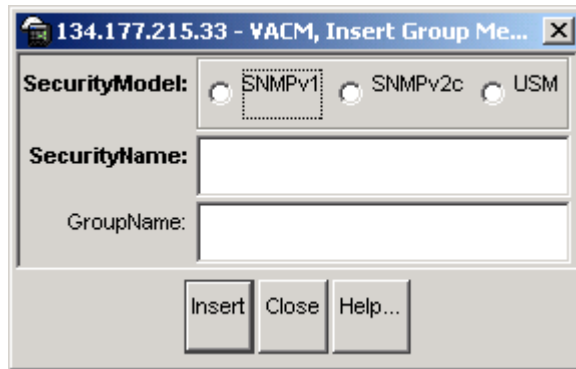 134.177.215.33 - VACM, Insert Group Me...
SecurityModel: SNMPv1 SNMPv2c USM
SecurityName:
GroupName:
Insert Close Help...